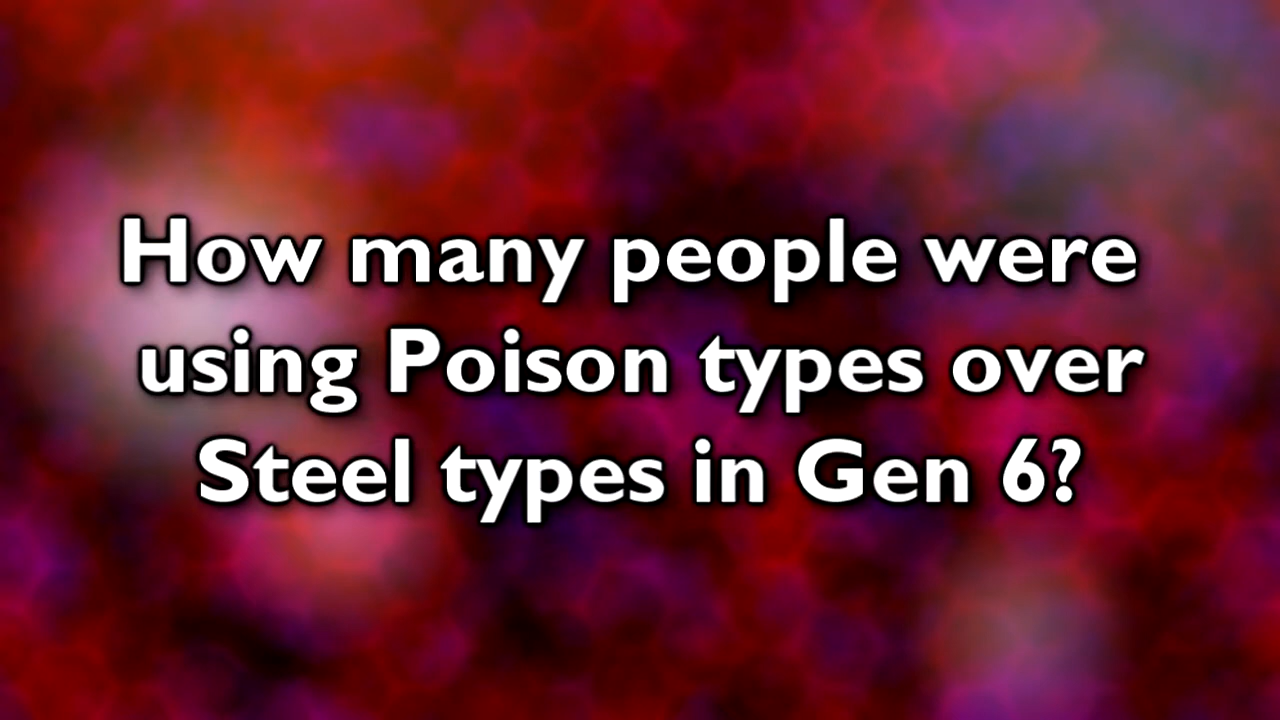 How many people were
using Poison types over
Steel types in Gen 6?